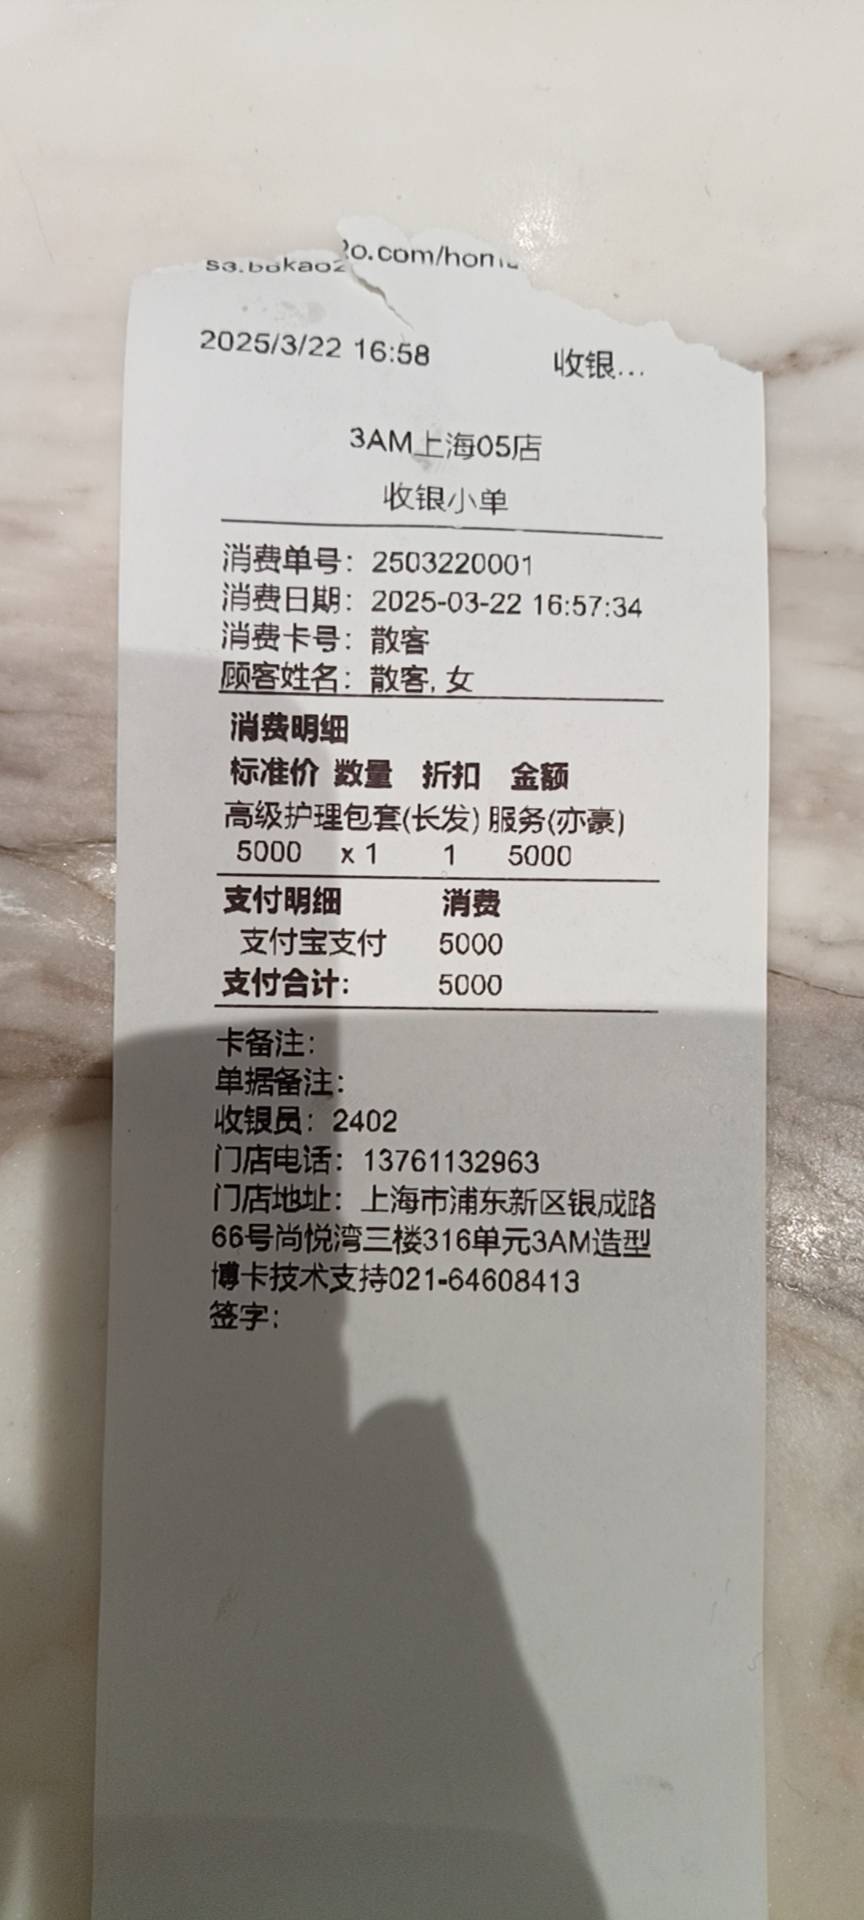 s3.bokao2o.com/home
2025/3/22 16:58 收银...
3AM上海05店
收银小单
消费单号：2503220001
消费日期：2025-03-22 16:57:34
消费卡号：散客
顾客姓名：散客, 女
消费明细
标准价 数量 折扣 金额
高级护理包套(长发) 服务(亦豪)
5000 x 1 1 5000
支付明细 消费
支付宝支付 5000
支付合计: 5000
卡备注:
单据备注:
收银员：2402
门店电话：13761132963
门店地址：上海市浦东新区银成路
66号尚悦湾三楼316单元3AM造型
博卡技术支持021-64608413
签字: